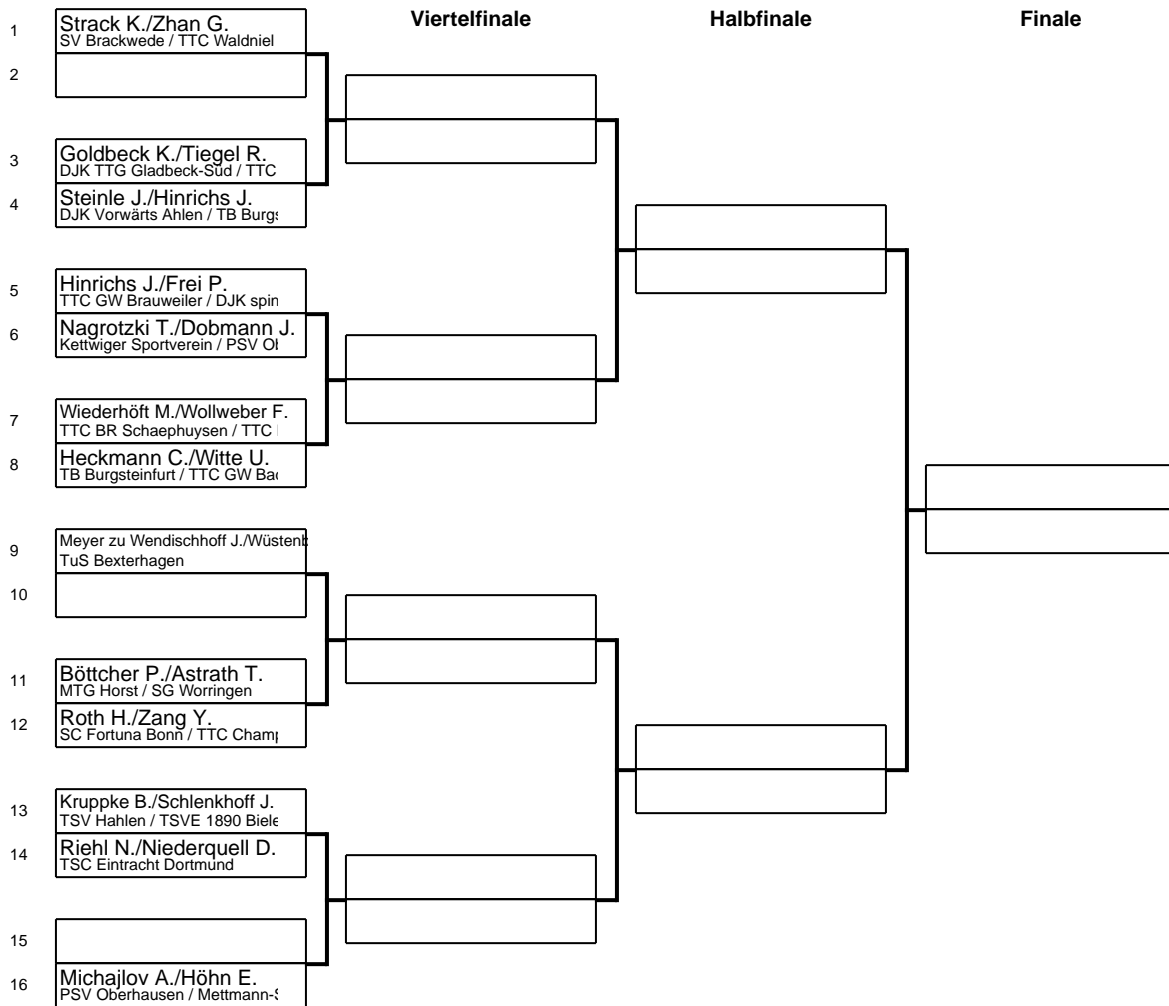 Viertelfinale Halbfinale Finale
1 Strack K./Zhan G.
SV Brackwede / TTC Waldniel
2
3 Goldbeck K./Tiegel R.
DJK TTG Gladbeck-Süd / TTC
4 Steinle J./Hinrichs J.
DJK Vorwärts Ahlen / TB Burgs
5 Hinrichs J./Frei P.
TTC GW Brauweiler / DJK spin
6 Nagrotzki T./Dobmann J.
Kettwiger Sportverein / PSV
7 Wiederhöft M./Wollweber F.
TTC BR Schaephuysen / TTC
8 Heckmann C./Witte U.
TB Burgsteinfurt / TTC GW
9 Meyer zu Wendischhoff J./Wüstenb
TuS Bexterhagen
10
11 Böttcher P./Astrath T.
MTG Horst / SG Worringen
12 Roth H./Zang Y.
SC Fortuna Bonn / TTC Champ
13 Kruppke B./Schlenkhoff J.
TSV Hahlen / TSVE 1890 Biele
14 Riehl N./Niederquell D.
TSC Eintracht Dortmund
15
16 Michajlov A./Höhn E.
PSV Oberhausen / Mettmann-S